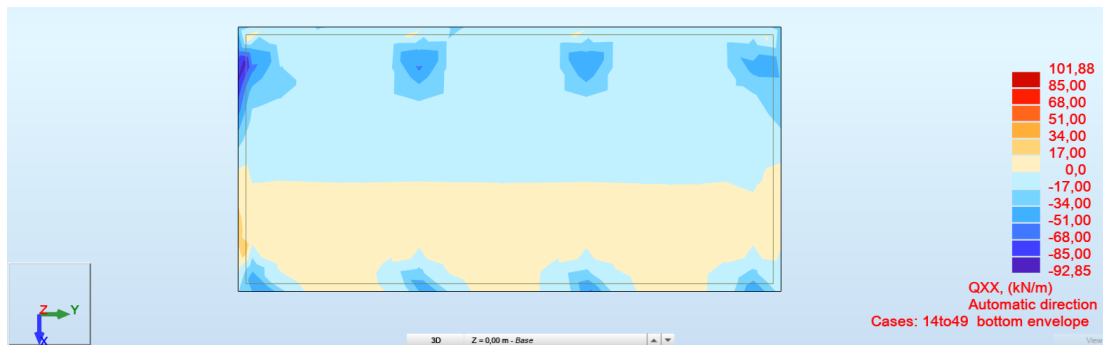 101,88
85,00
68,00
51,00
34,00
17,00
0,0
-17,00
-34,00
-51,00
-68,00
-85,00
-92,85
QXX, (kN/m)
Automatic direction
Cases: 14to49 bottom envelope
Z
Y
X
3D Z = 0,00 m - Base
View